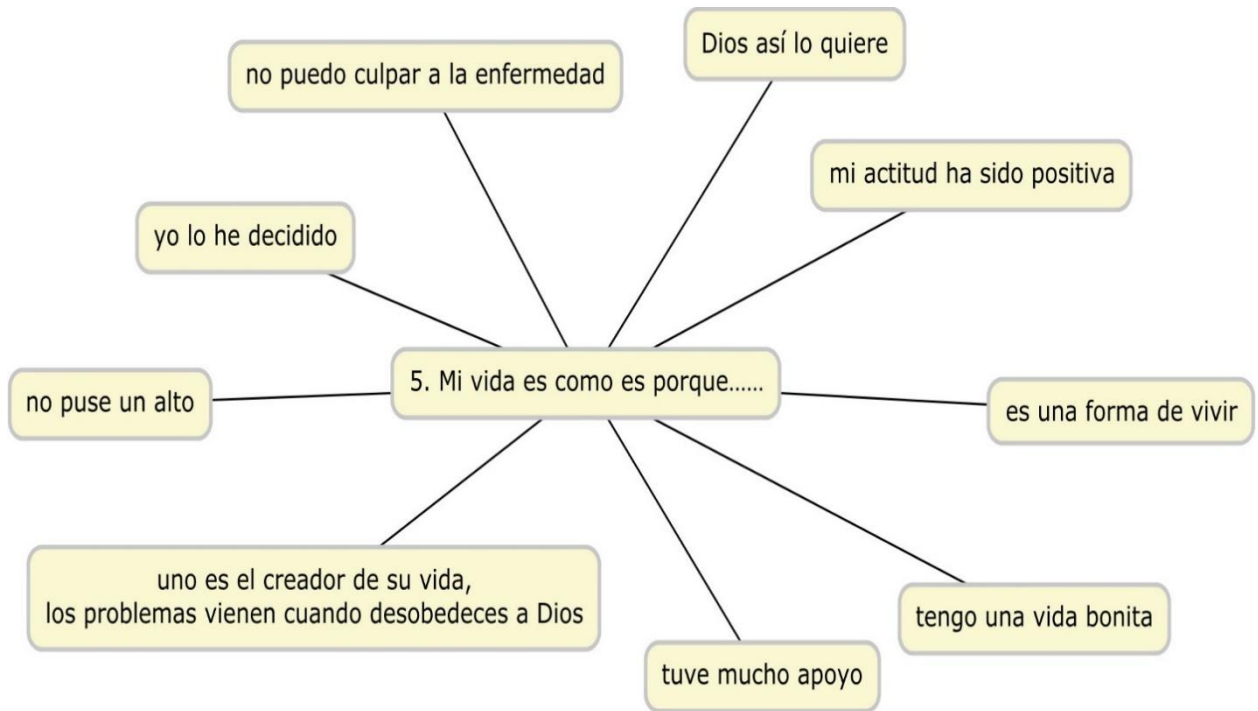 Dios así lo quiere
no puedo culpar a la enfermedad
mi actitud ha sido positiva
yo lo he decidido
5. Mi vida es como es porque......
no puse un alto
es una forma de vivir
uno es el creador de su vida,
los problemas vienen cuando desobedeces a Dios
tengo una vida bonita
tuve mucho apoyo